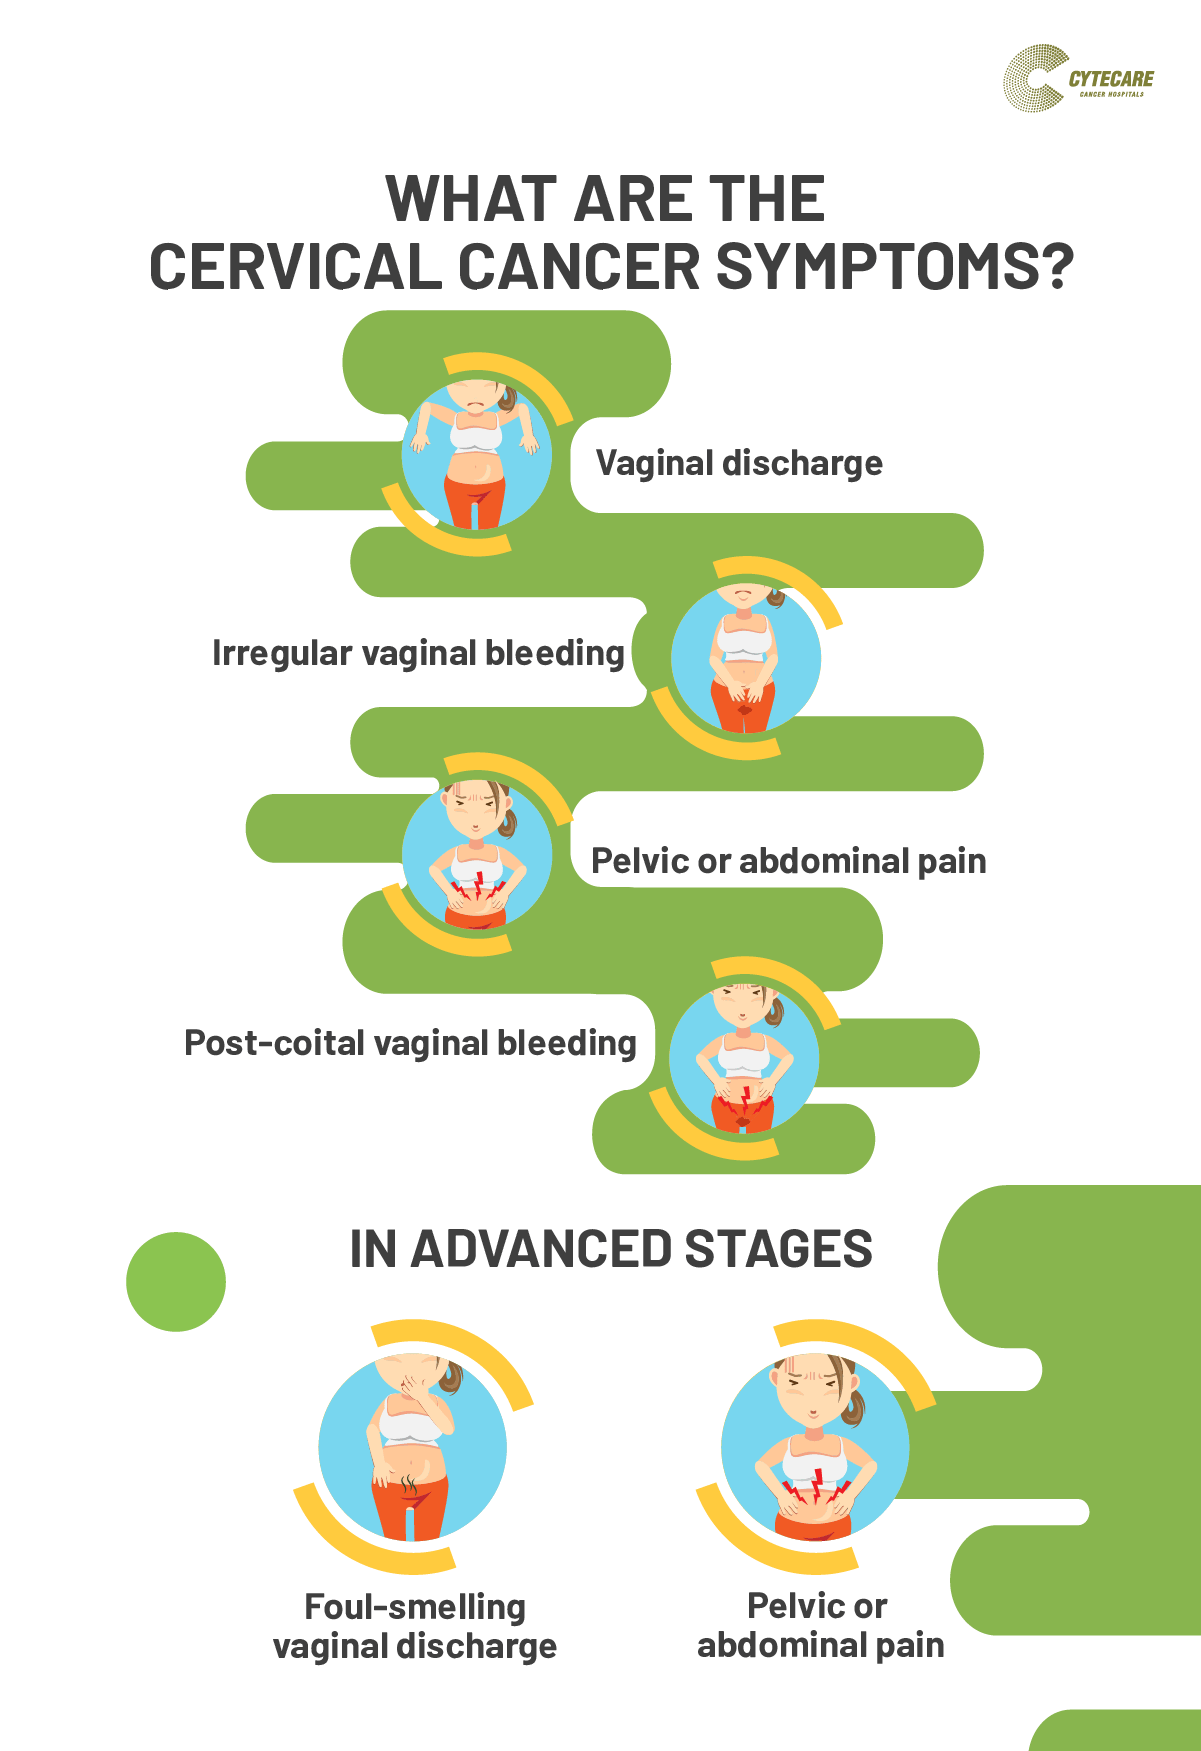 CYTECARE
CANCER HOSPITALS
WHAT ARE THE
CERVICAL CANCER SYMPTOMS?
Vaginal discharge
Irregular vaginal bleeding
Pelvic or abdominal pain
Post-coital vaginal bleeding
IN ADVANCED STAGES
Foul-smelling
vaginal discharge
Pelvic or
abdominal pain